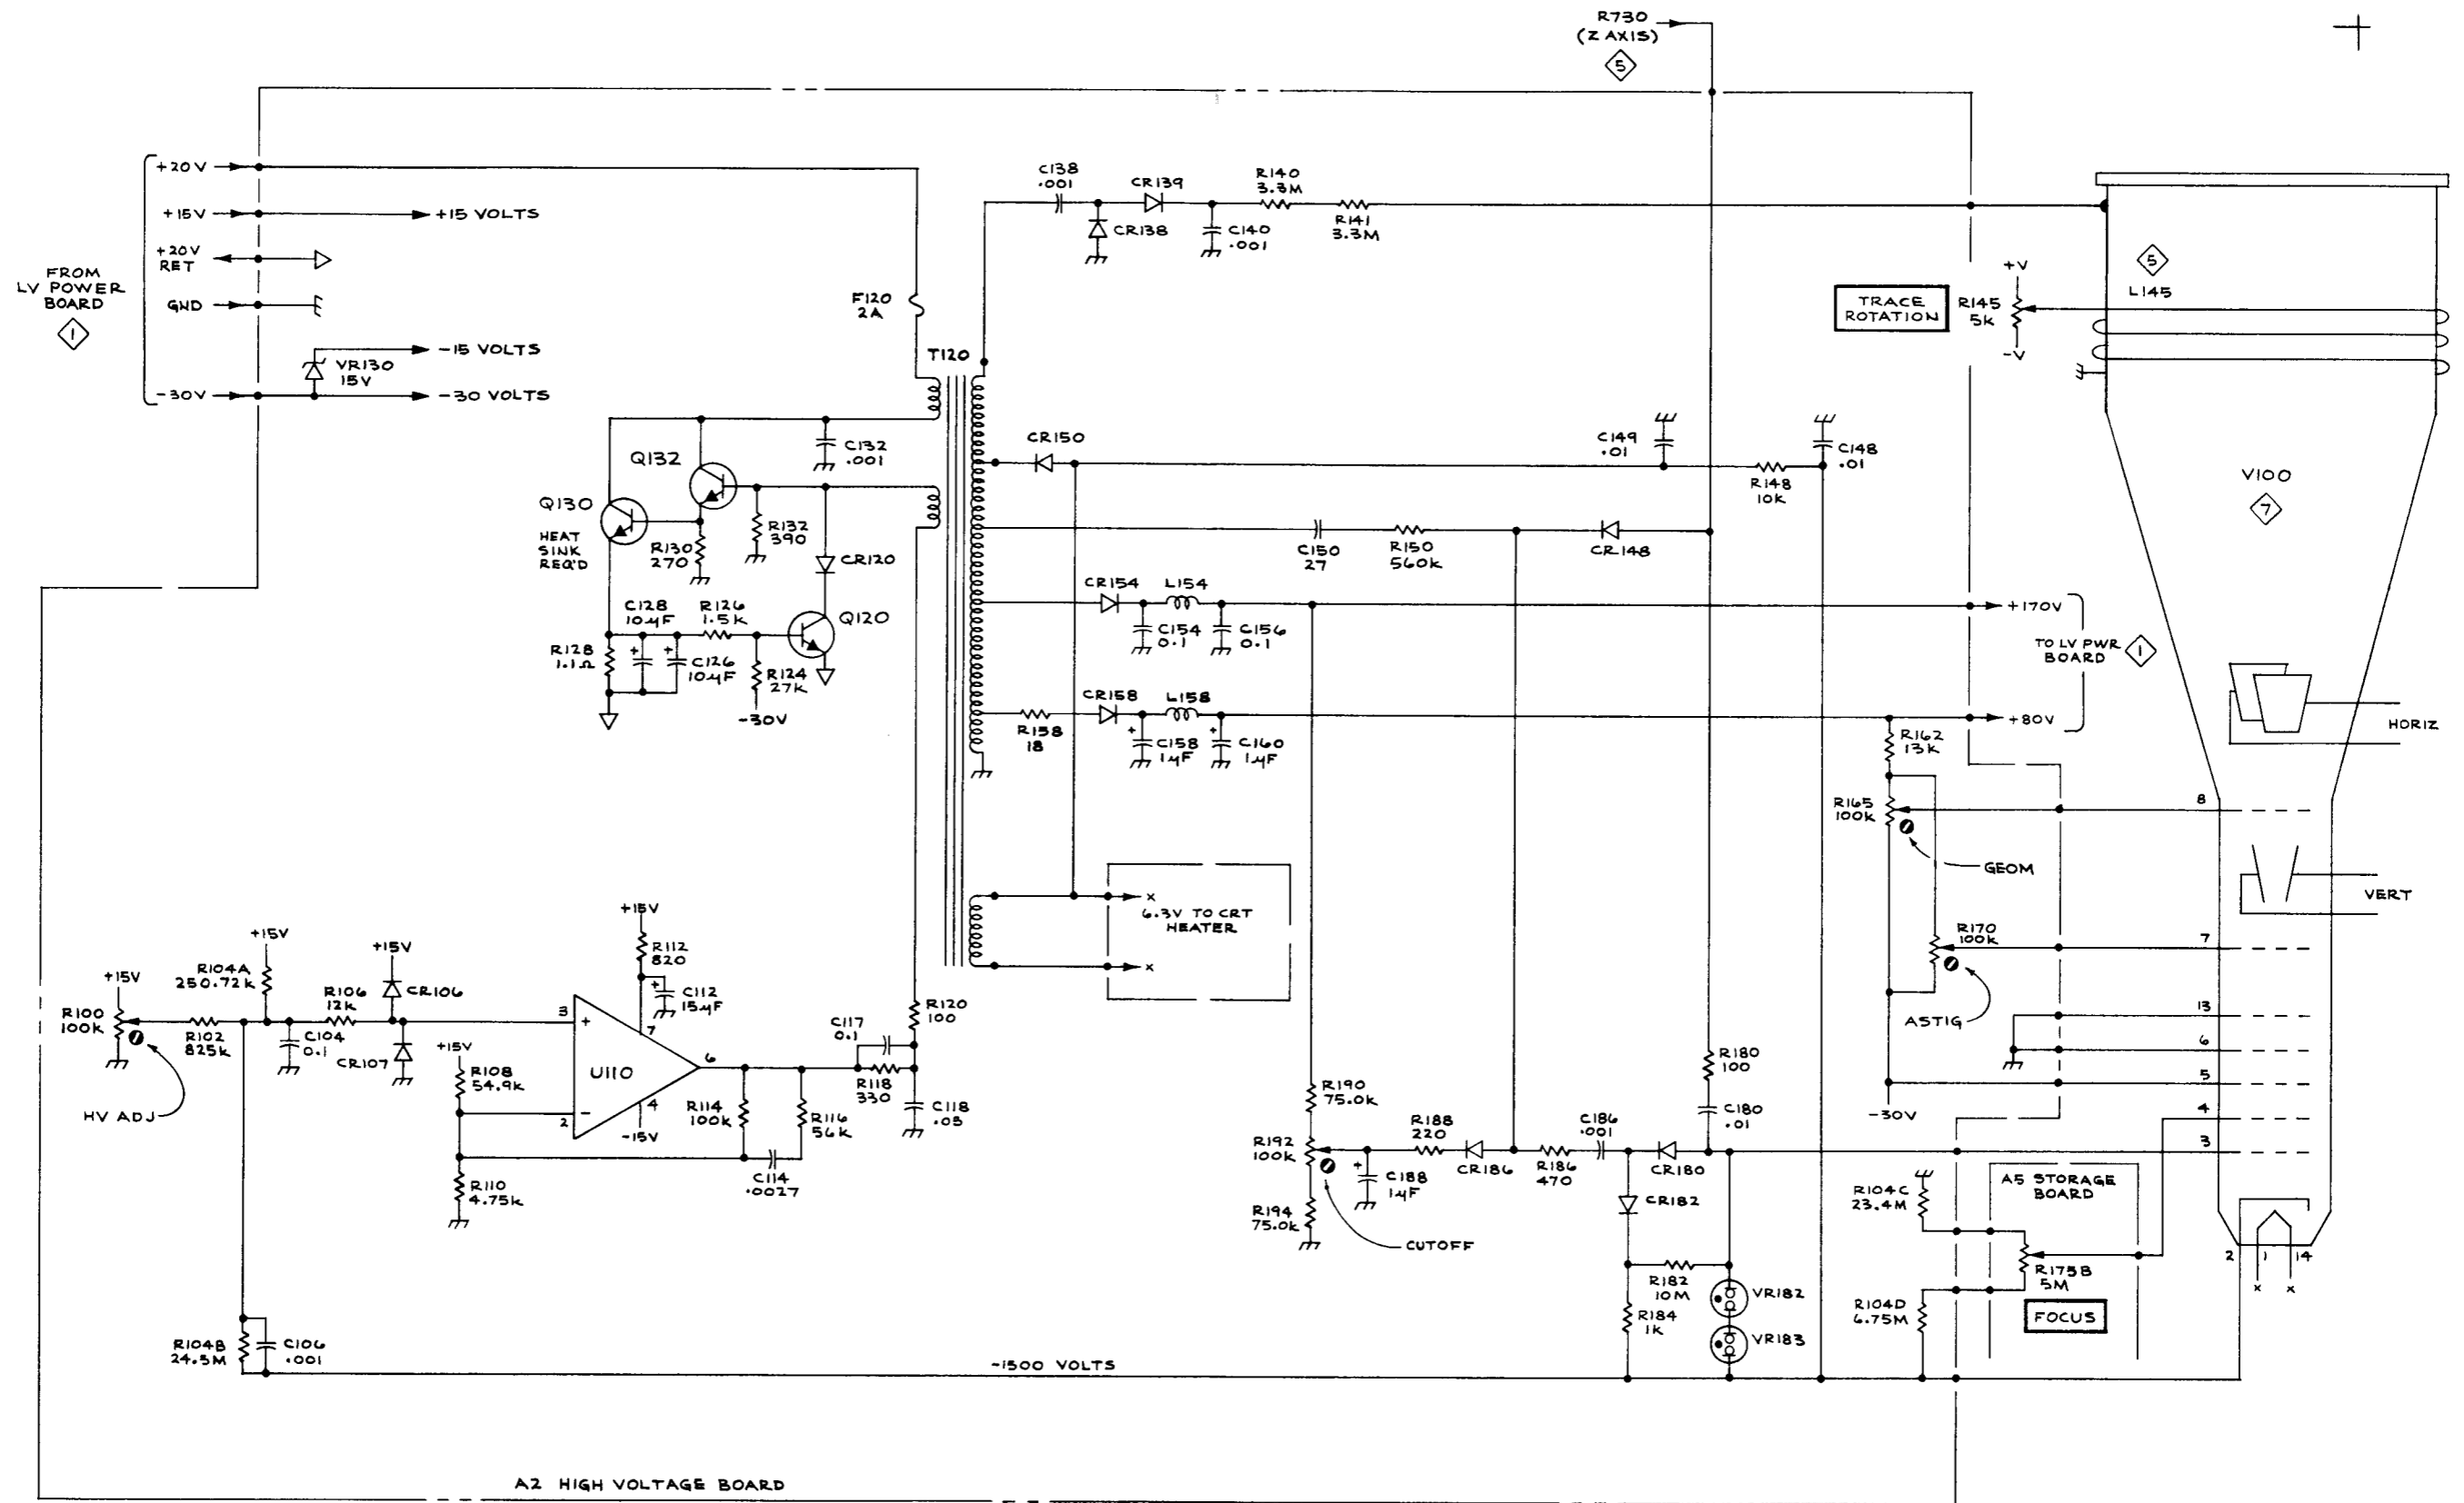 R730
(Z AXIS)
5
FROM
LV POWER
BOARD
1
+20V
+15V
+15 VOLTS
+20V
RET
GND
-15 VOLTS
VR130
15V
-30V
-30 VOLTS
F120
2A
T120
C138
.001
CR139
CR138
C140
.001
R140
3.3M
R141
3.3M
TRACE
ROTATION
R145
5K
+V
-V
5
L145
V100
7
Q132
C132
.001
Q130
HEAT
SINK
REQ'D
R130
270
R132
390
CR120
C128
10µF
R126
1.5K
Q120
R128
1.1Ω
C126
10µF
R124
27K
-30V
CR150
C149
.01
C148
.01
R148
10K
C150
27
R150
560K
CR148
CR154
L154
C154
0.1
C156
0.1
+170V
TO LV PWR
BOARD
1
R158
18
CR158
L158
C158
1µF
C160
1µF
+80V
R162
13K
R165
100K
GEOM
HORIZ
VERT
8
R170
100K
7
ASTIG
13
6
5
-30V
4
3
6.3V TO CRT
HEATER
X
X
+15V
R100
100K
HV ADJ
R102
825K
+15V
R104A
250.72K
C104
0.1
R106
12K
+15V
CR106
CR107
+15V
R108
54.9K
R110
4.75K
+15V
R112
820
C112
15µF
3
+
7
U110
6
-
2
4
-15V
R114
100K
R116
56K
C114
.0027
C117
0.1
R118
330
R120
100
C118
.05
R190
75.0K
R192
100K
R194
75.0K
CUTOFF
R188
220
C188
1µF
CR186
R186
470
C186
.001
CR180
R180
100
C180
.01
CR182
R182
10M
R184
1K
VR182
VR183
R104C
23.4M
A5 STORAGE
BOARD
R175B
5M
R104D
6.75M
FOCUS
2
1
14
X
X
R104B
24.5M
C106
.001
-1500 VOLTS
A2 HIGH VOLTAGE BOARD